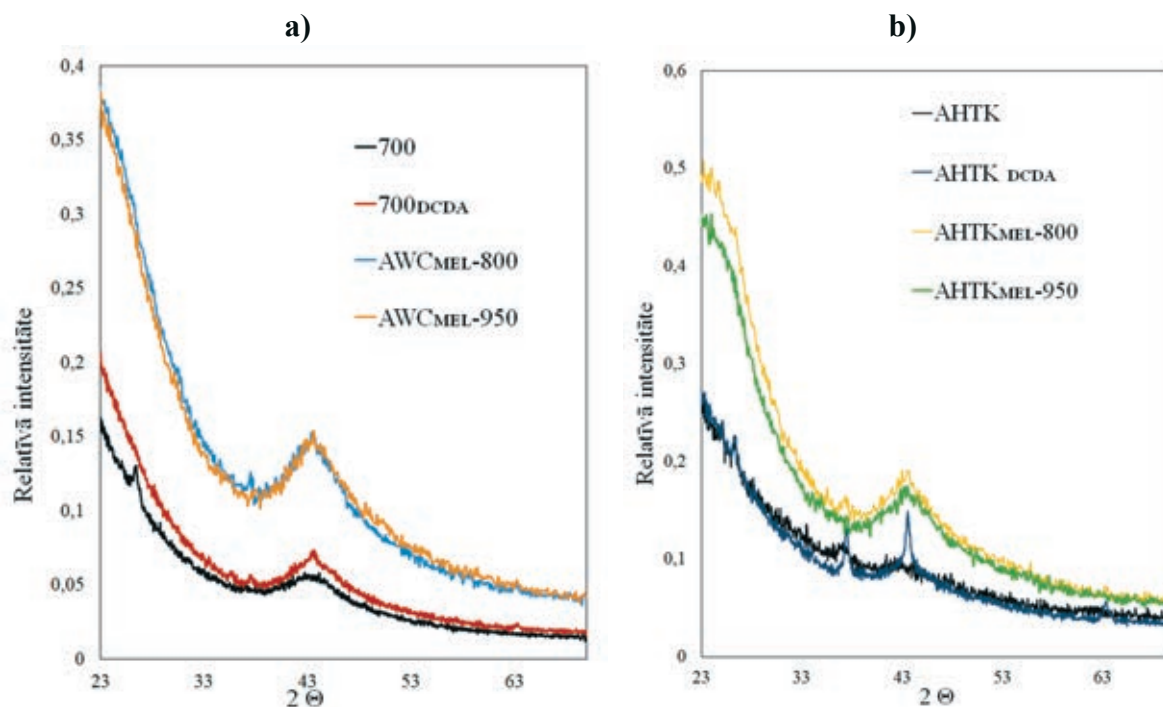 a)
0,4
0,35
0,3
0,25
0,2
0,15
0,1
0,05
0
Relatīvā intensitāte
700
700DCDA
AWCMEL-800
AWCMEL-950
23 33 43 53 63
2 Θ
b)
0,6
0,5
0,4
0,3
0,2
0,1
0
Relatīvā intensitāte
AHTK
AHTK DCDA
AHTKMEL-800
AHTKMEL-950
23 33 43 53 63
2 Θ